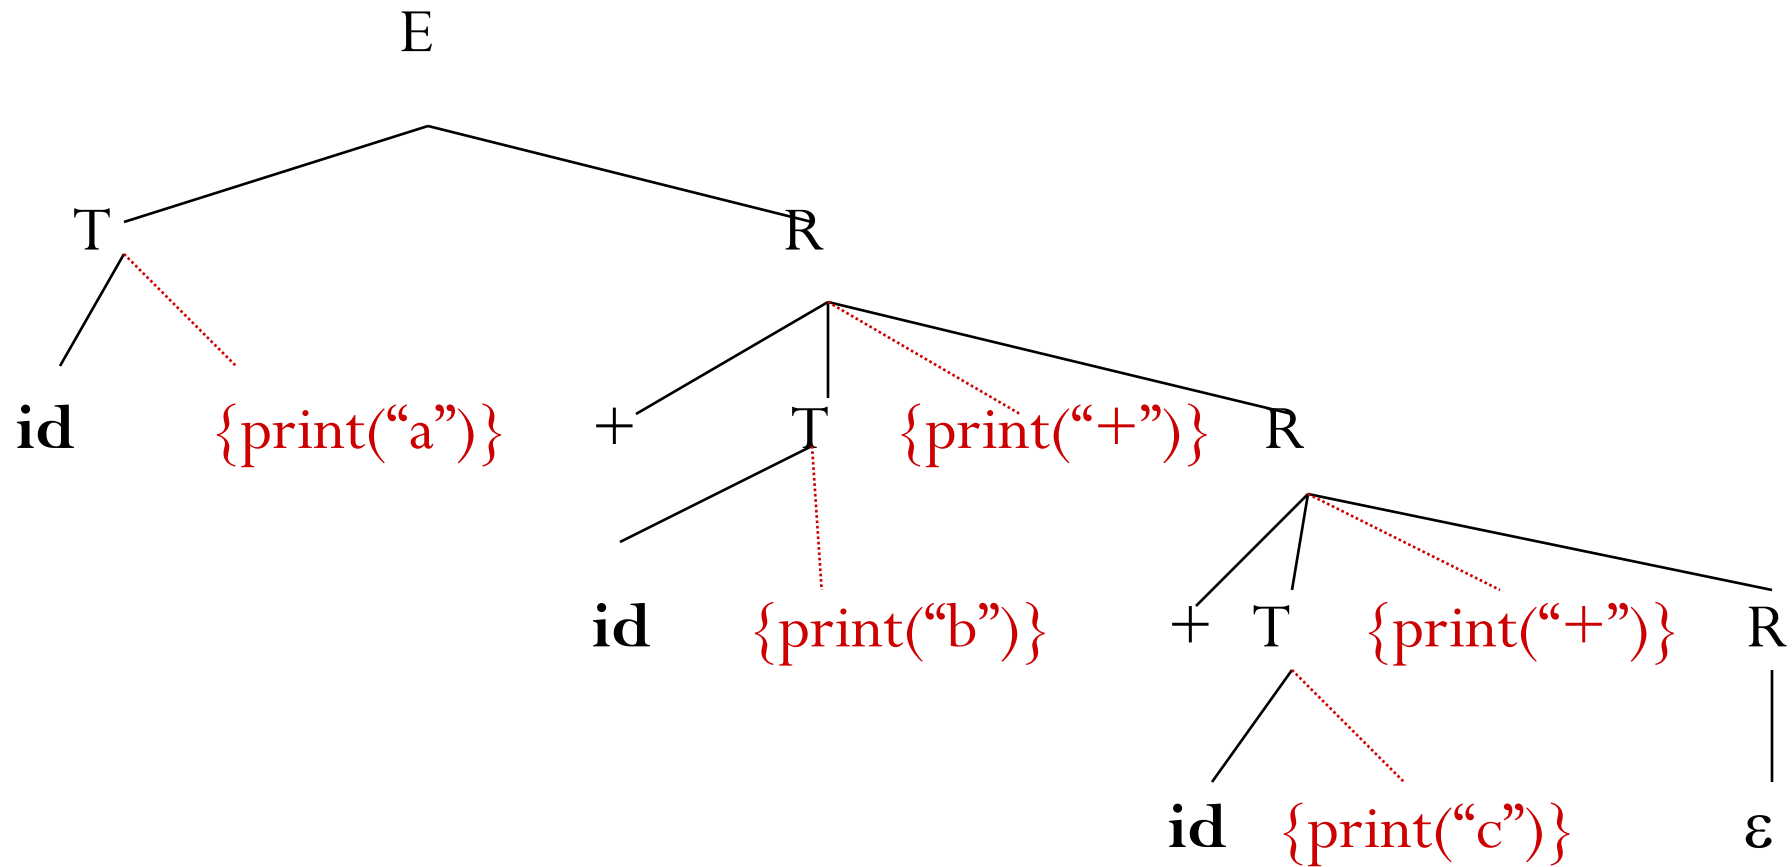 E
T R
id {print(“a”)} + T {print(“+”)} R
id {print(“b”)} + T {print(“+”)} R
id {print(“c”)} ε